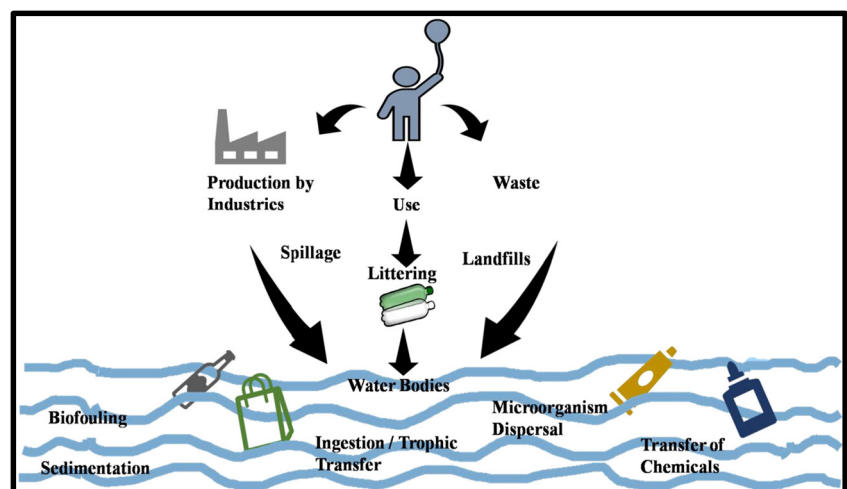 Production by
Industries
Use
Waste
Spillage
Littering
Landfills
Water Bodies
Biofouling
Microorganism
Dispersal
Ingestion / Trophic
Transfer
Transfer of
Chemicals
Sedimentation